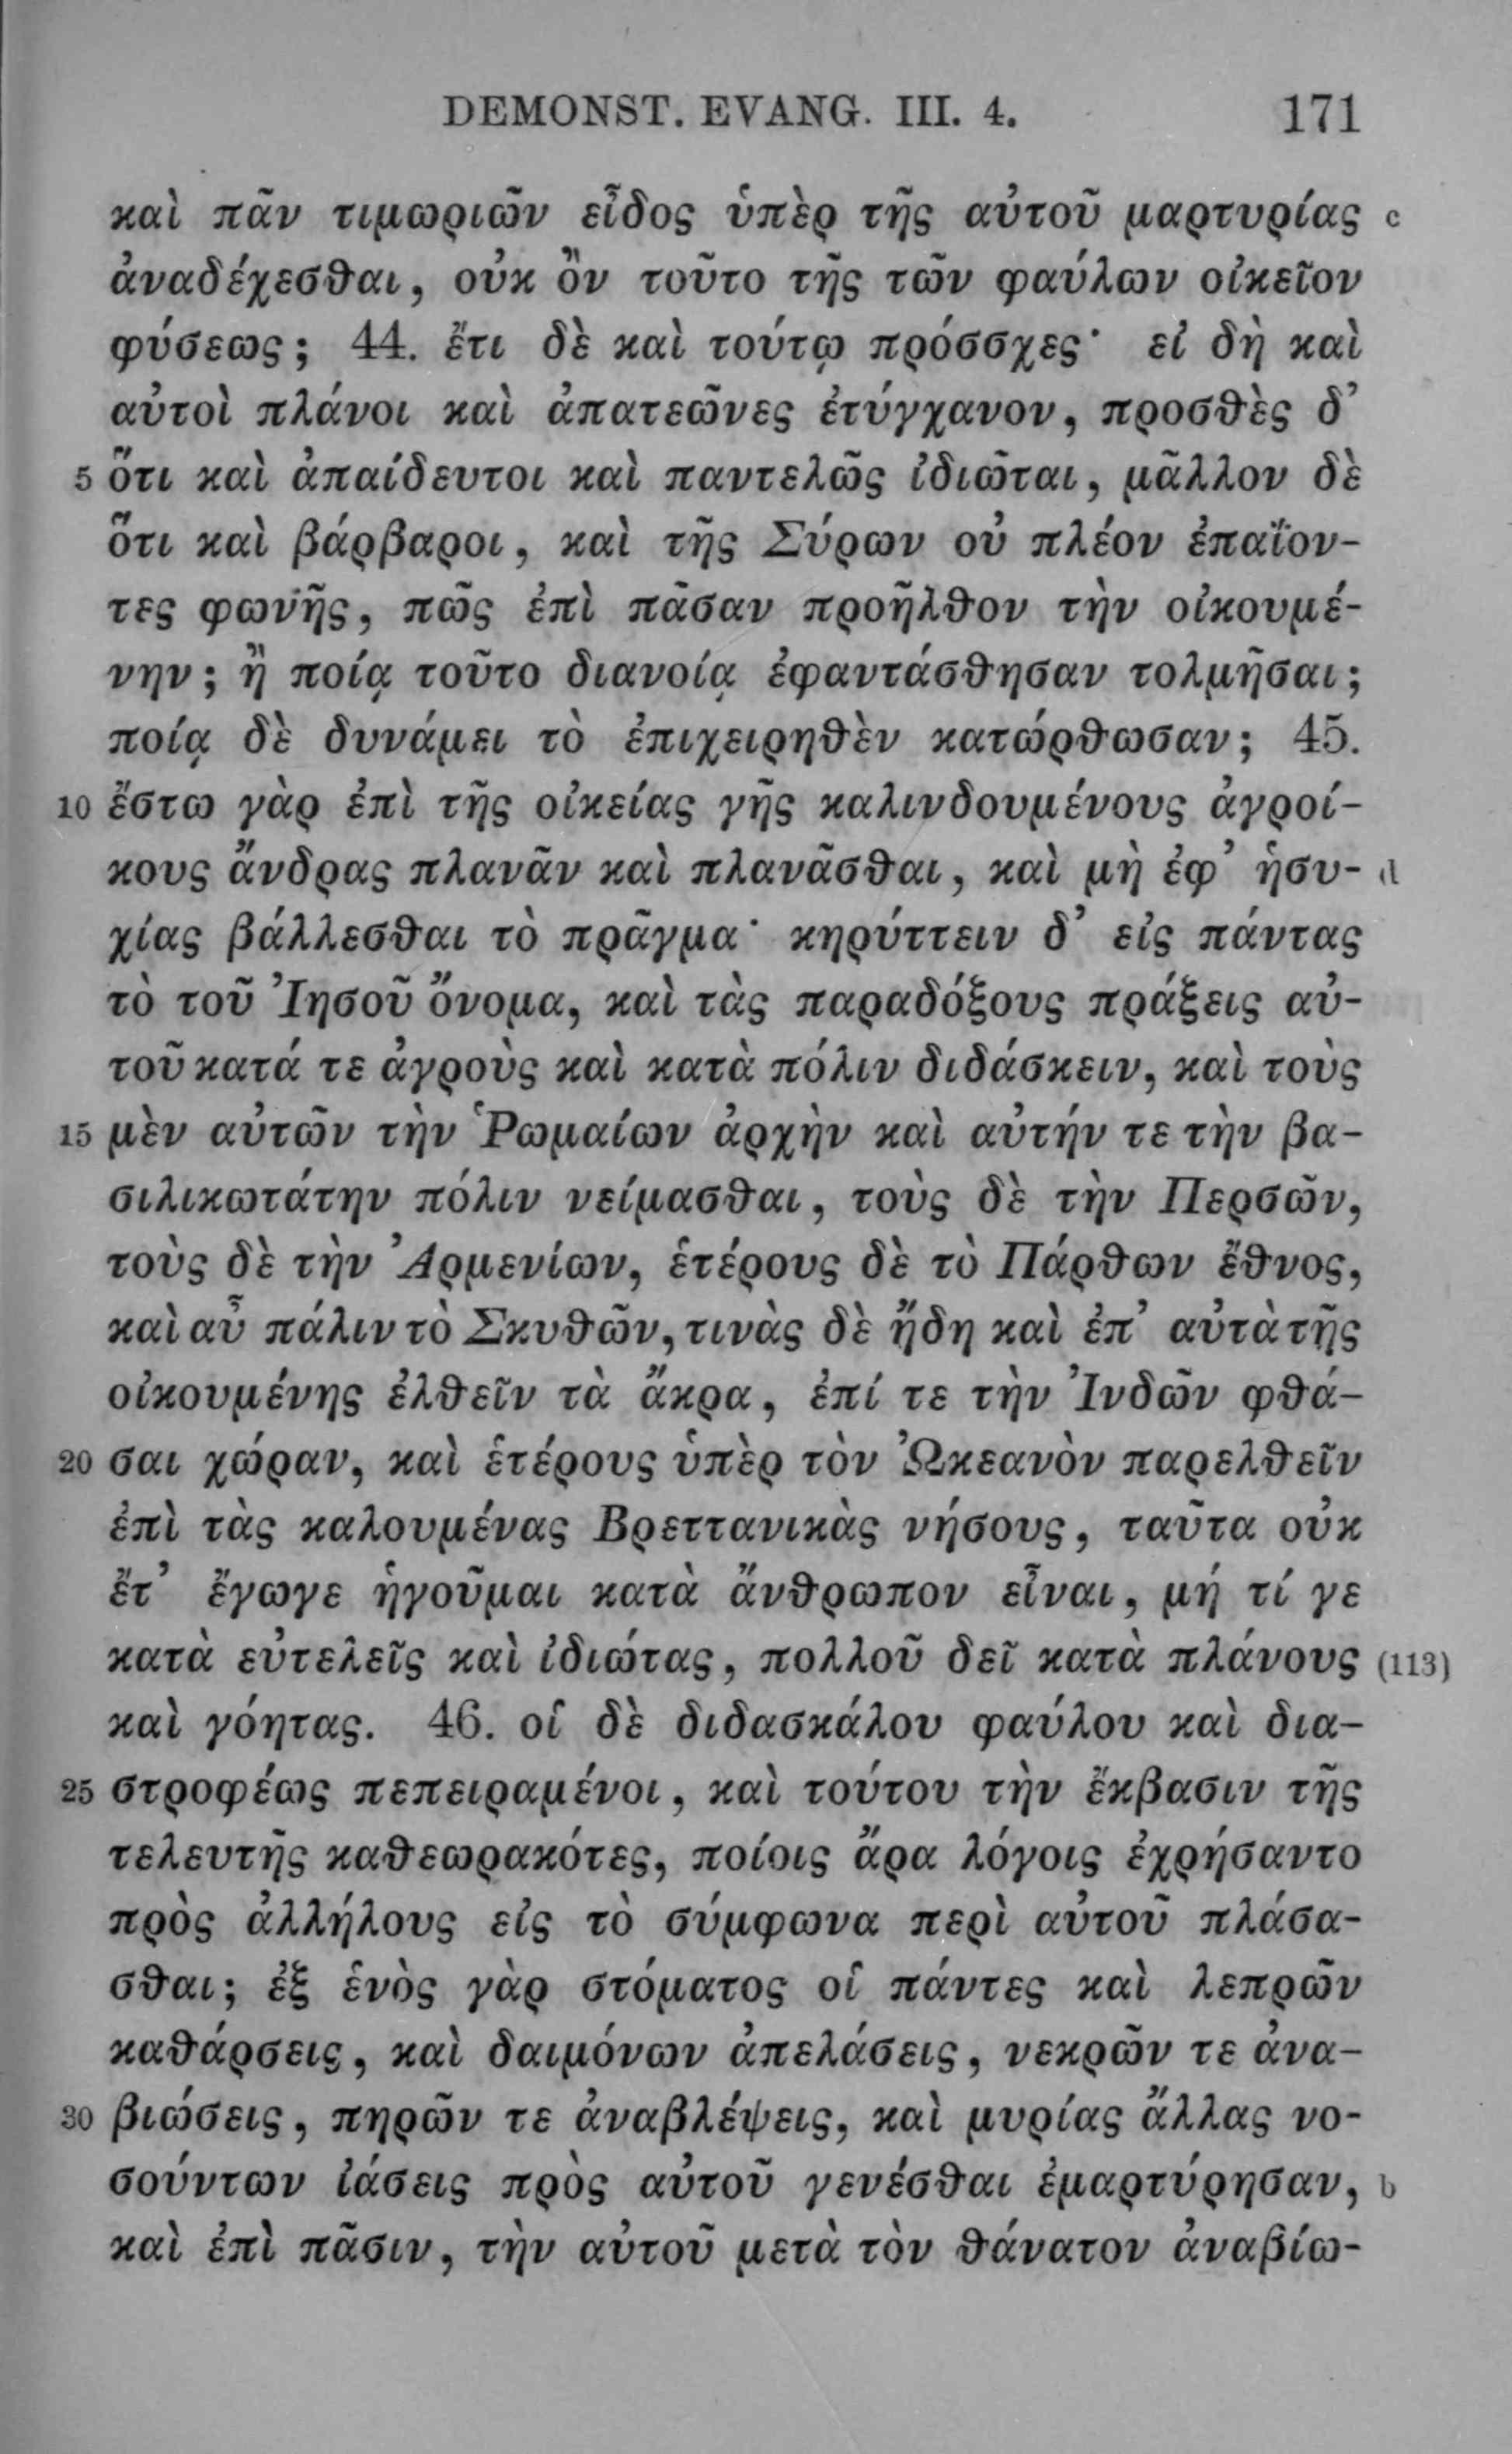 DEMONST. EVANG. III. 4. 171
καὶ πᾶν τιμωριῶν εἶδος ὑπὲρ τῆς αὐτοῦ μαρτυρίας c
ἀναδέχεσθαι, οὐκ ὂν τοῦτο τῆς τῶν φαύλων οἰκεῖον
φύσεως; 44. ἔτι δὲ καὶ τούτῳ πρόσσχες· εἰ δὴ καὶ
αὐτοὶ πλάνοι καὶ ἀπατεῶνες ἐτύγχανον, προσθὲς δ’
5 ὅτι καὶ ἀπαίδευτοι καὶ παντελῶς ἰδιῶται, μᾶλλον δὲ
ὅτι καὶ βάρβαροι, καὶ τῆς Σύρων οὐ πλέον ἐπαΐον-
τες φωνῆς, πῶς ἐπὶ πᾶσαν προῆλθον τὴν οἰκουμέ-
νην; ἢ ποίᾳ τοῦτο διανοίᾳ ἐφαντάσθησαν τολμῆσαι;
ποίᾳ δὲ δυνάμει τὸ ἐπιχειρηθὲν κατώρθωσαν; 45.
10 ἔστω γὰρ ἐπὶ τῆς οἰκείας γῆς καλινδουμένους ἀγροί-
κους ἄνδρας πλανᾶν καὶ πλανᾶσθαι, καὶ μὴ ἐφ’ ἡσυ- d
χίας βάλλεσθαι τὸ πρᾶγμα· κηρύττειν δ’ εἰς πάντας
τὸ τοῦ Ἰησοῦ ὄνομα, καὶ τὰς παραδόξους πράξεις αὐ-
τοῦ κατά τε ἀγροὺς καὶ κατὰ πόλιν διδάσκειν, καὶ τοὺς
15 μὲν αὐτῶν τὴν Ῥωμαίων ἀρχὴν καὶ αὐτήν τε τὴν βα-
σιλικωτάτην πόλιν νείμασθαι, τοὺς δὲ τὴν Περσῶν,
τοὺς δὲ τὴν Ἀρμενίων, ἑτέρους δὲ τὸ Πάρθων ἔθνος,
καὶ αὖ πάλιν τὸ Σκυθῶν, τινὰς δὲ ἤδη καὶ ἐπ’ αὐτὰ τῆς
οἰκουμένης ἐλθεῖν τὰ ἄκρα, ἐπί τε τὴν Ἰνδῶν φθά-
20 σαι χώραν, καὶ ἑτέρους ὑπὲρ τὸν Ὠκεανὸν παρελθεῖν
ἐπὶ τὰς καλουμένας Βρεττανικὰς νήσους, ταῦτα οὐκ
ἔτ’ ἔγωγε ἡγοῦμαι κατὰ ἄνθρωπον εἶναι, μή τί γε
κατὰ εὐτελεῖς καὶ ἰδιώτας, πολλοῦ δεῖ κατὰ πλάνους (113)
καὶ γόητας. 46. οἱ δὲ διδασκάλου φαύλου καὶ δια-
25 στροφέως πεπειραμένοι, καὶ τούτου τὴν ἔκβασιν τῆς
τελευτῆς καθεωρακότες, ποίοις ἄρα λόγοις ἐχρήσαντο
πρὸς ἀλλήλους εἰς τὸ σύμφωνα περὶ αὐτοῦ πλάσα-
σθαι; ἐξ ἑνὸς γὰρ στόματος οἱ πάντες καὶ λεπρῶν
καθάρσεις, καὶ δαιμόνων ἀπελάσεις, νεκρῶν τε ἀνα-
30 βιώσεις, πηρῶν τε ἀναβλέψεις, καὶ μυρίας ἄλλας νο-
σούντων ἰάσεις πρὸς αὐτοῦ γενέσθαι ἐμαρτύρησαν, b
καὶ ἐπὶ πᾶσιν, τὴν αὐτοῦ μετὰ τὸν θάνατον ἀναβίω-